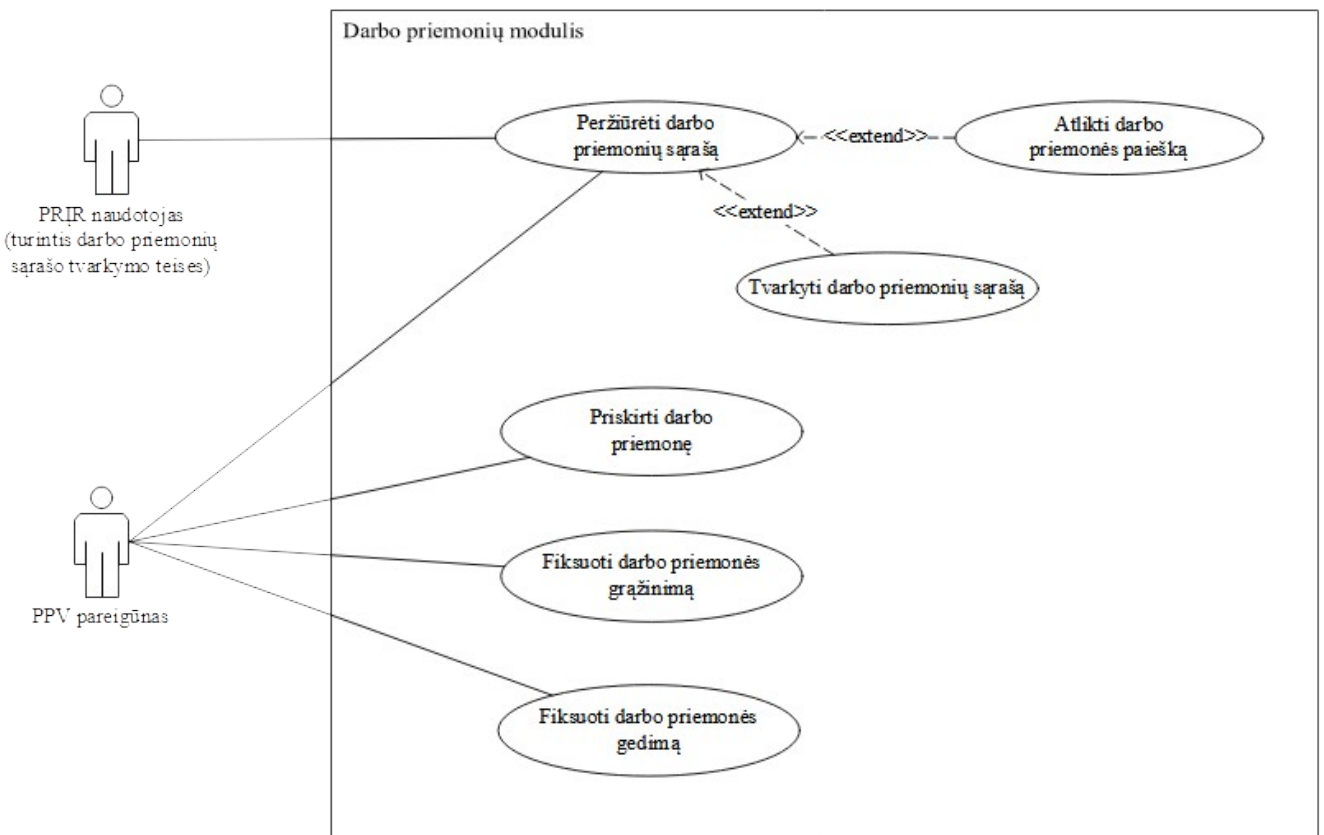 Darbo priemonių modulis
Peržiūrėti darbo
priemonių sąrašą
<<extend>>
Atlikti darbo
priemonės paiešką
PRĮR naudotojas
(turintis darbo priemonių
sąrašo tvarkymo teises)
<<extend>>
Tvarkyti darbo priemonių sąrašą
Priskirti darbo
priemonę
Fiksuoti darbo priemonės
grąžinimą
PPV pareigūnas
Fiksuoti darbo priemonės
gedimą